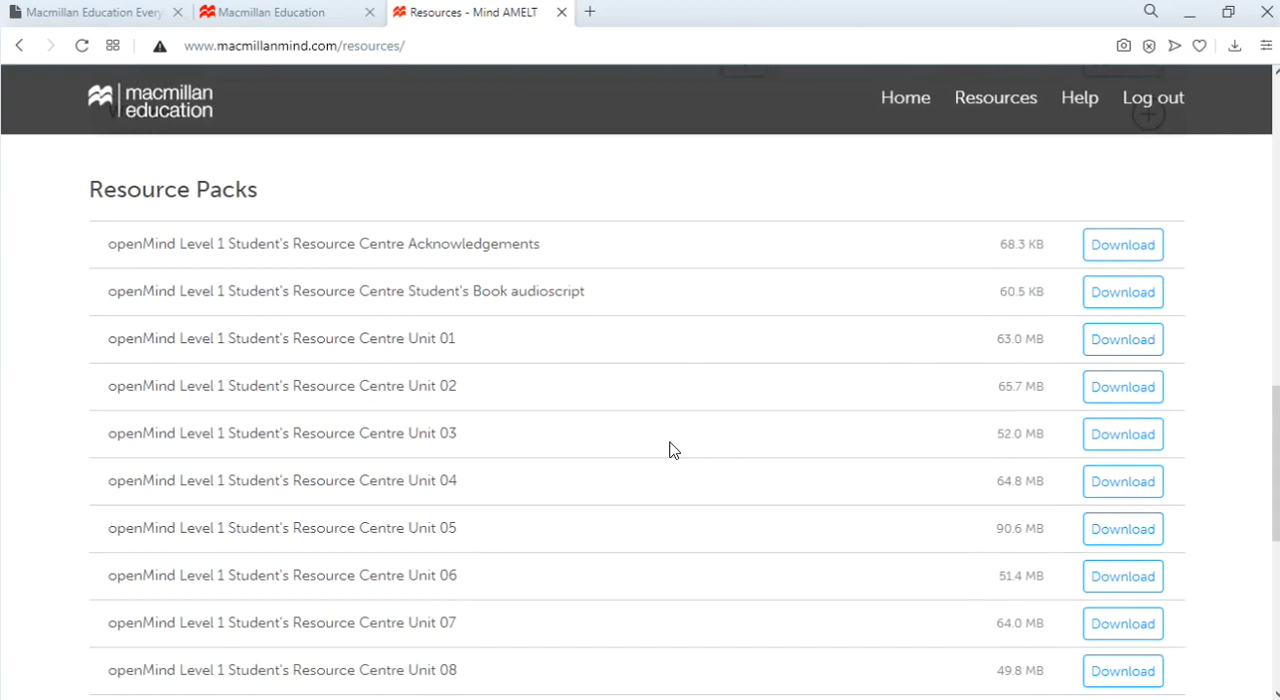 Macmillan Education Every
Macmillan Education
Resources - Mind AMELT
www.macmillanmind.com/resources/
macmillan
education
Home
Resources
Help
Log out
Resource Packs
openMind Level 1 Student's Resource Centre Acknowledgements 68.3 KB Download
openMind Level 1 Student's Resource Centre Student's Book audioscript 60.5 KB Download
openMind Level 1 Student's Resource Centre Unit 01 63.0 MB Download
openMind Level 1 Student's Resource Centre Unit 02 65.7 MB Download
openMind Level 1 Student's Resource Centre Unit 03 52.0 MB Download
openMind Level 1 Student's Resource Centre Unit 04 64.8 MB Download
openMind Level 1 Student's Resource Centre Unit 05 90.6 MB Download
openMind Level 1 Student's Resource Centre Unit 06 51.4 MB Download
openMind Level 1 Student's Resource Centre Unit 07 64.0 MB Download
openMind Level 1 Student's Resource Centre Unit 08 49.8 MB Download